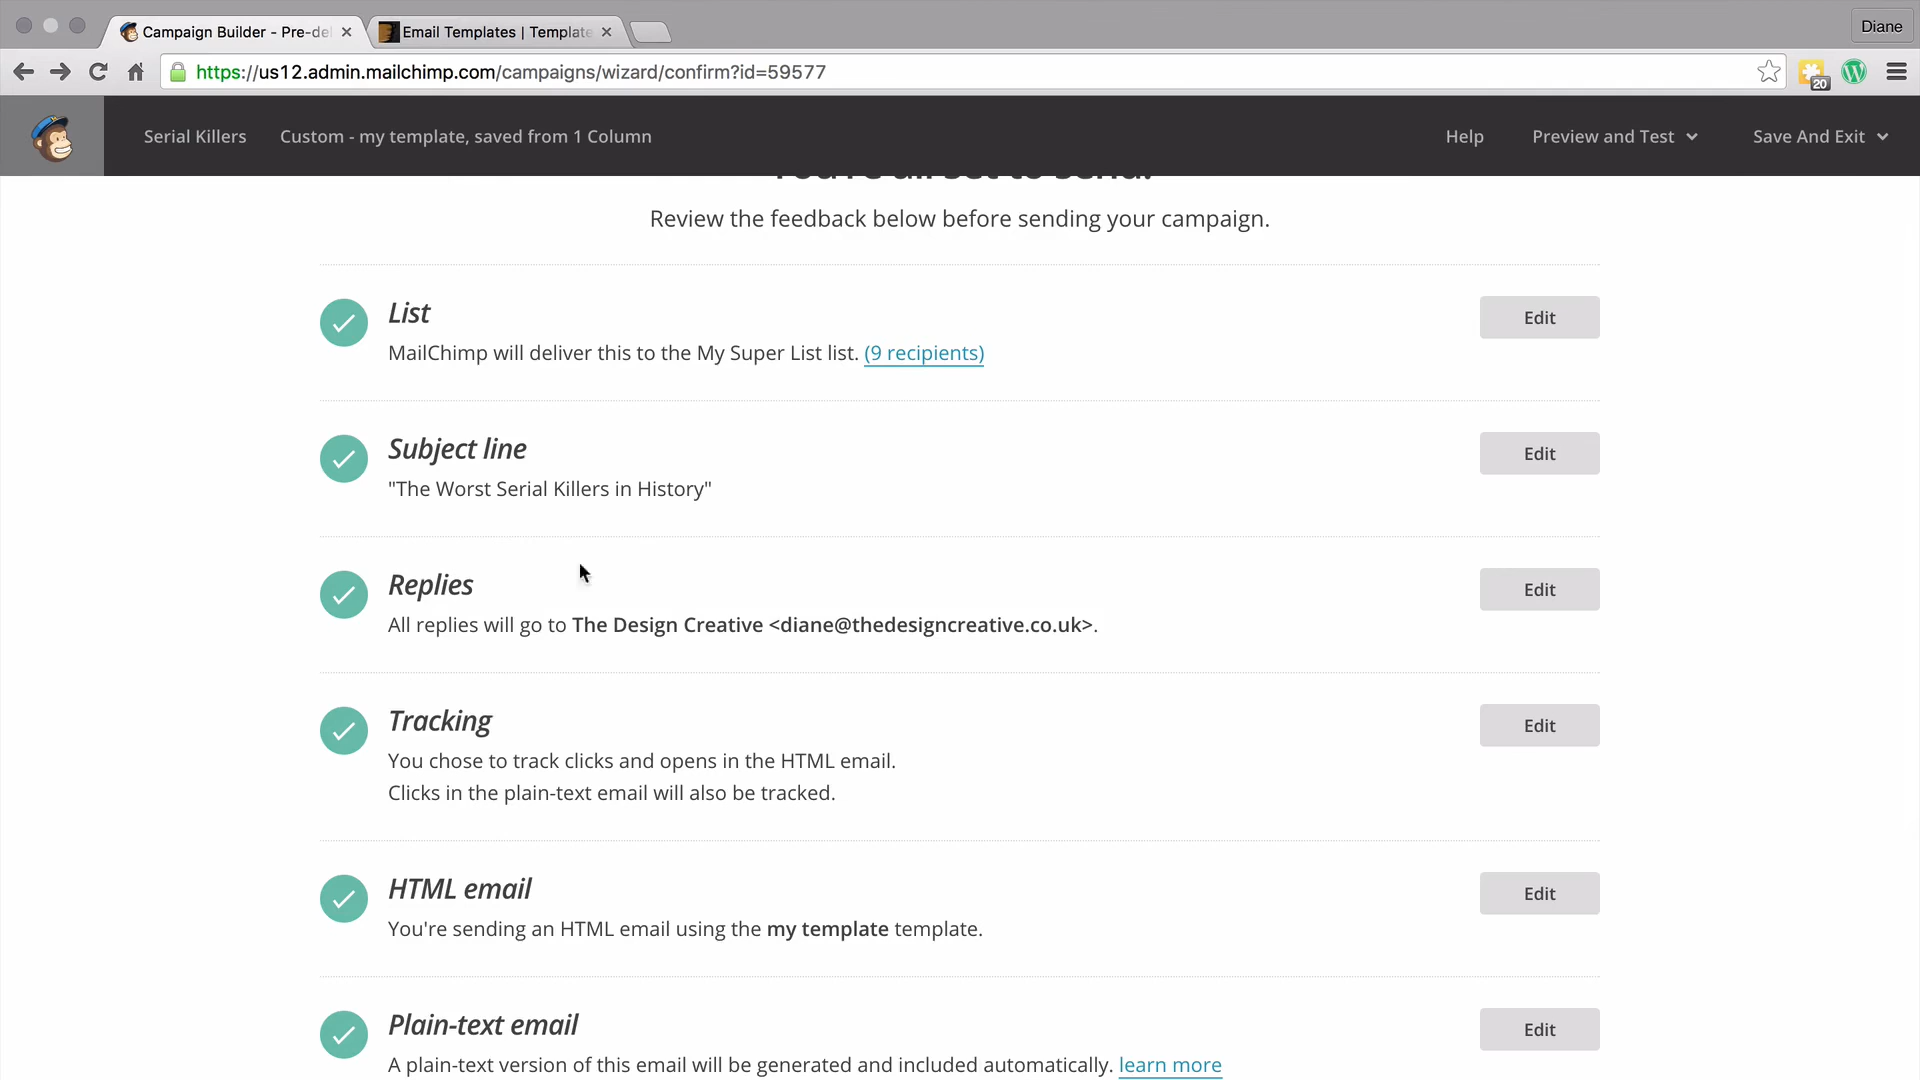 Campaign Builder - Pre-de
Email Templates | Template
Diane
https://us12.admin.mailchimp.com/campaigns/wizard/confirm?id=59577
20
Serial Killers
Custom - my template, saved from 1 Column
Help
Preview and Test
Save And Exit
You're all set to send!
Review the feedback below before sending your campaign.
List
Edit
MailChimp will deliver this to the My Super List list. (9 recipients)
Subject line
Edit
"The Worst Serial Killers in History"
Replies
Edit
All replies will go to The Design Creative <diane@thedesigncreative.co.uk>.
Tracking
Edit
You chose to track clicks and opens in the HTML email.
Clicks in the plain-text email will also be tracked.
HTML email
Edit
You're sending an HTML email using the my template template.
Plain-text email
Edit
A plain-text version of this email will be generated and included automatically. learn more